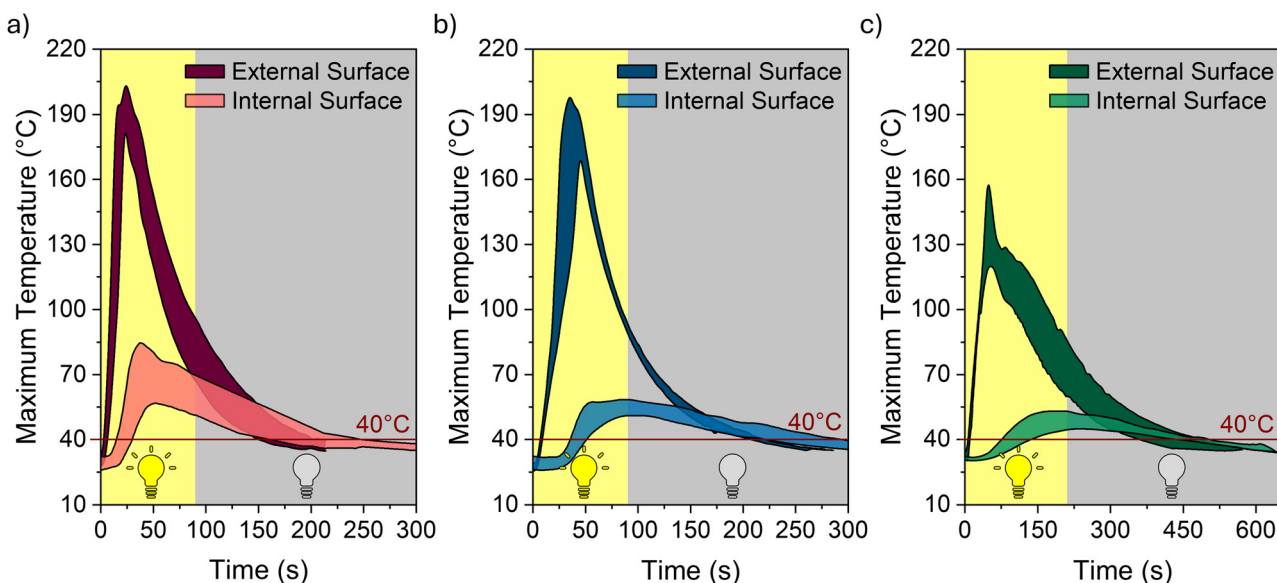 a)
220
190
160
130
100
70
40
10
Maximum Temperature (°C)
External Surface
Internal Surface
40°C
0 50 100 150 200 250 300
Time (s)
b)
220
190
160
130
100
70
40
10
Maximum Temperature (°C)
External Surface
Internal Surface
40°C
0 50 100 150 200 250 300
Time (s)
c)
220
190
160
130
100
70
40
10
Maximum Temperature (°C)
External Surface
Internal Surface
40°C
0 150 300 450 600
Time (s)